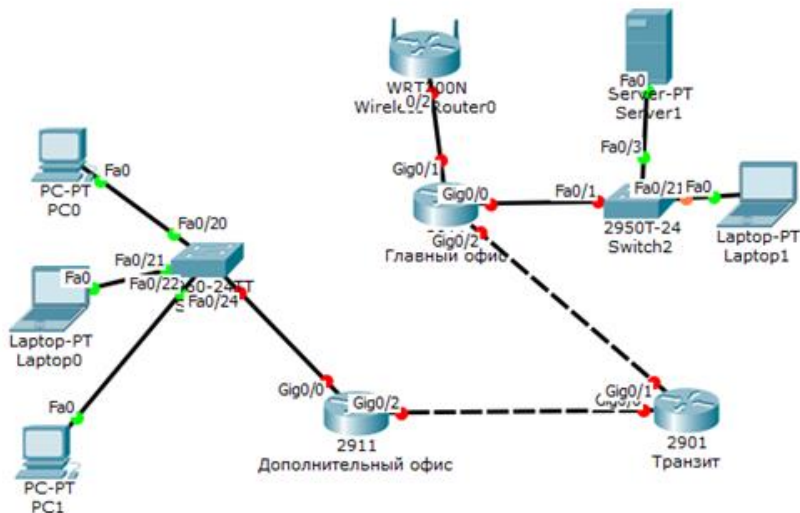 WRT300N
Wireless Router0
0/2
Fa0
Server-PT
Server1
Fa0/3
Gig0/1
Gig0/0
Fa0/1
Fa0/21
Fa0
Gig0/2
Главный офис
2950T-24
Switch2
Laptop-PT
Laptop1
Fa0
PC-PT
PC0
Fa0/20
Fa0/21
Fa0/22
Fa0/24
Fa0
Laptop-PT
Laptop0
Fa0
PC-PT
PC1
Gig0/0
Gig0/2
2911
Дополнительный офис
Gig0/1
2901
Транзит